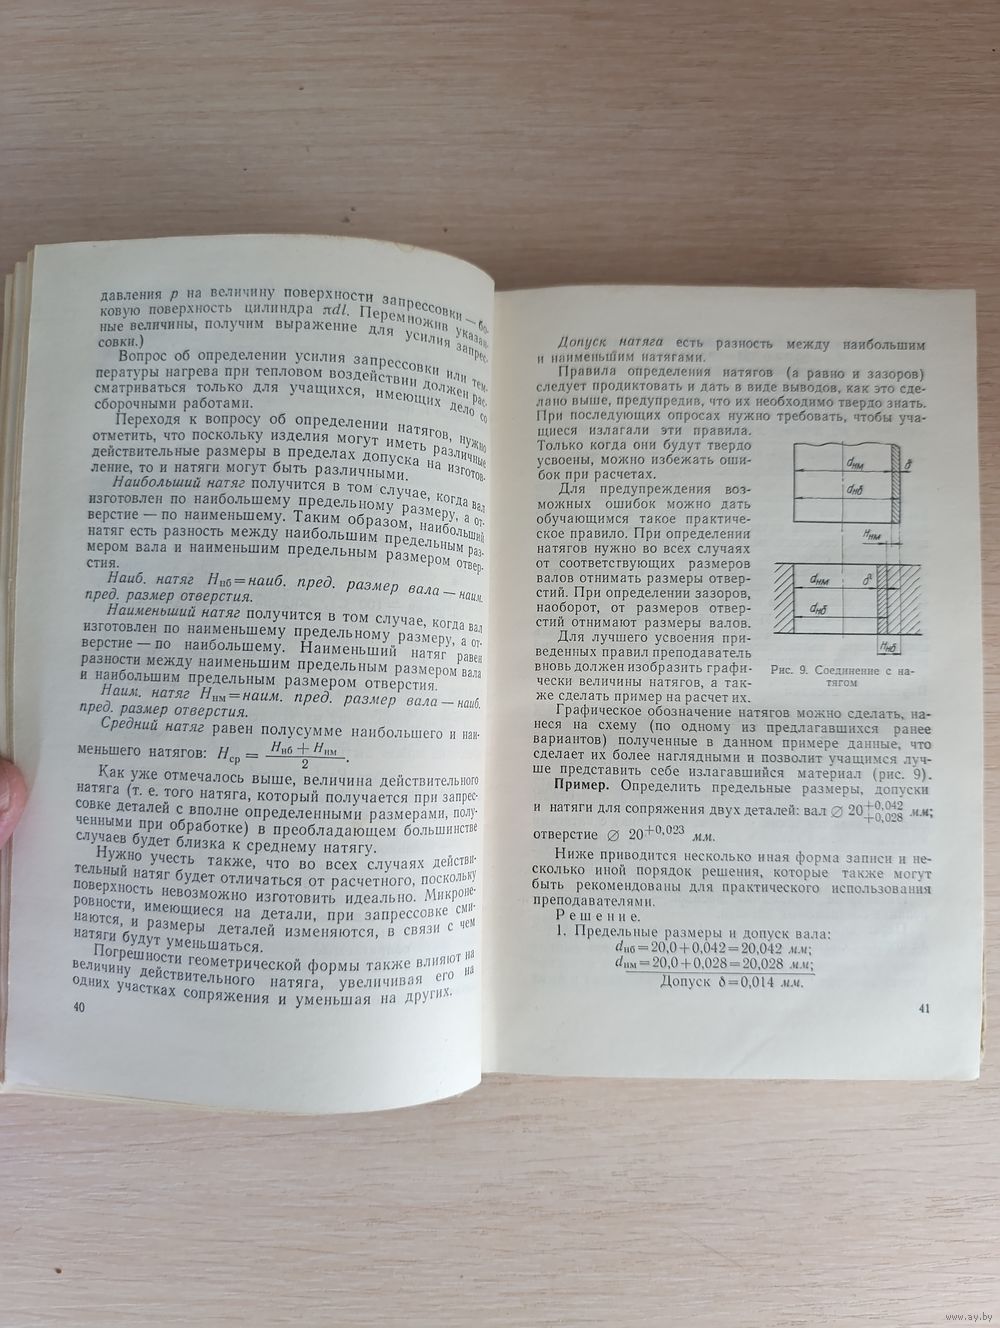 давления p на величину поверхности запрессовки — бо-
ковую поверхность цилиндра πdl. Перемножив указан-
ные величины, получим выражение для усилия запрес-
совки.)
Вопрос об определении усилия запрессовки или тем-
пературы нагрева при тепловом воздействии должен рас-
сматриваться только для учащихся, имеющих дело со
сборочными работами.
Переходя к вопросу об определении натягов, нужно
отметить, что поскольку изделия могут иметь различные
действительные размеры в пределах допуска на изготов-
ление, то и натяги могут быть различными.
Наибольший натяг получится в том случае, когда вал
изготовлен по наибольшему предельному размеру, а от-
верстие — по наименьшему. Таким образом, наибольший
натяг есть разность между наибольшим предельным раз-
мером вала и наименьшим предельным размером отвер-
стия.
Наиб. натяг Ннб = наиб. пред. размер вала — наим.
пред. размер отверстия.
Наименьший натяг получится в том случае, когда вал
изготовлен по наименьшему предельному размеру, а от-
верстие — по наибольшему. Наименьший натяг равен
разности между наименьшим предельным размером вала
и наибольшим предельным размером отверстия.
Наим. натяг Ннм = наим. пред. размер вала — наиб.
пред. размер отверстия.
Средний натяг равен полусумме наибольшего и наи-
меньшего натягов: Нср = (Ннб + Ннм) / 2.
Как уже отмечалось выше, величина действительного
натяга (т. е. того натяга, который получается при запрес-
совке деталей с вполне определенными размерами, полу-
ченными при обработке) в преобладающем большинстве
случаев будет близка к среднему натягу.
Нужно учесть также, что во всех случаях действи-
тельный натяг будет отличаться от расчетного, поскольку
поверхность невозможно изготовить идеально. Микроне-
ровности, имеющиеся на детали, при запрессовке сми-
наются, и размеры деталей изменяются, в связи с чем
натяги будут уменьшаться.
Погрешности геометрической формы также влияют на
величину действительного натяга, увеличивая его на
одних участках сопряжения и уменьшая на других.
40
Допуск натяга есть разность между наибольшим
и наименьшим натягами.
Правила определения натягов (а равно и зазоров)
следует продиктовать и дать в виде выводов, как это сде-
лано выше, предупредив, что их необходимо твердо знать.
При последующих опросах нужно требовать, чтобы уча-
щиеся излагали эти правила.
Только когда они будут твердо
усвоены, можно избежать оши-
бок при расчетах.
Для предупреждения воз-
можных ошибок можно дать
обучающимся такое практиче-
ское правило. При определении
натягов нужно во всех случаях
от соответствующих размеров
валов отнимать размеры отвер-
стий. При определении зазоров,
наоборот, от размеров отвер-
стий отнимают размеры валов.
Для лучшего усвоения при-
веденных правил преподаватель
вновь должен изобразить графи-
чески величины натягов, а так-
же сделать пример на расчет их.
dнм
δ
dнб
Ннм
dнм
δ
dнб
Ннб
Рис. 9. Соединение с на-
тягом
Графическое обозначение натягов можно сделать, на-
неся на схему (по одному из предлагавшихся ранее
вариантов) полученные в данном примере данные, что
сделает их более наглядными и позволит учащимся луч-
ше представить себе излагавшийся материал (рис. 9).
Пример. Определить предельные размеры, допуски
и натяги для сопряжения двух деталей: вал ∅ 20 +0,042 +0,028 мм;
отверстие ∅ 20+0,023 мм.
Ниже приводится несколько иная форма записи и не-
сколько иной порядок решения, которые также могут
быть рекомендованы для практического использования
преподавателями.
Решение.
1. Предельные размеры и допуск вала:
dнб = 20,0 + 0,042 = 20,042 мм;
dнм = 20,0 + 0,028 = 20,028 мм;
Допуск δ = 0,014 мм.
41
www.ay.by